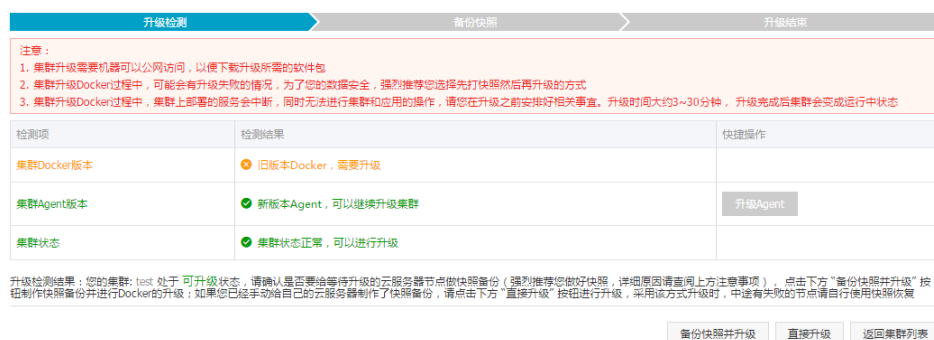 升级检测
备份快照
升级结束
注意：
1. 集群升级需要机器可以公网访问，以便下载升级所需的软件包
2. 集群升级Docker过程中，可能会有升级失败的情况，为了您的数据安全，强烈推荐您选择先打快照然后再升级的方式
3. 集群升级Docker过程中，集群上部署的服务会中断，同时无法进行集群和应用的操作，请您在升级之前安排好相关事宜。升级时间大约3~30分钟， 升级完成后集群会变成运行中状态
检测项
检测结果
快捷操作
集群Docker版本
旧版本Docker，需要升级
集群Agent版本
新版本Agent，可以继续升级集群
升级Agent
集群状态
集群状态正常，可以进行升级
升级检测结果：您的集群: test 处于 可升级状态，请确认是否要给等待升级的云服务器节点做快照备份（强烈推荐您做好快照，详细原因请查阅上方注意事项）， 点击下方“备份快照并升级”按
钮制作快照备份并进行Docker的升级；如果您已经手动给自己的云服务器制作了快照备份，请点击下方“直接升级”按钮进行升级，采用该方式升级时，中途有失败的节点请自行使用快照恢复
备份快照并升级
直接升级
返回集群列表